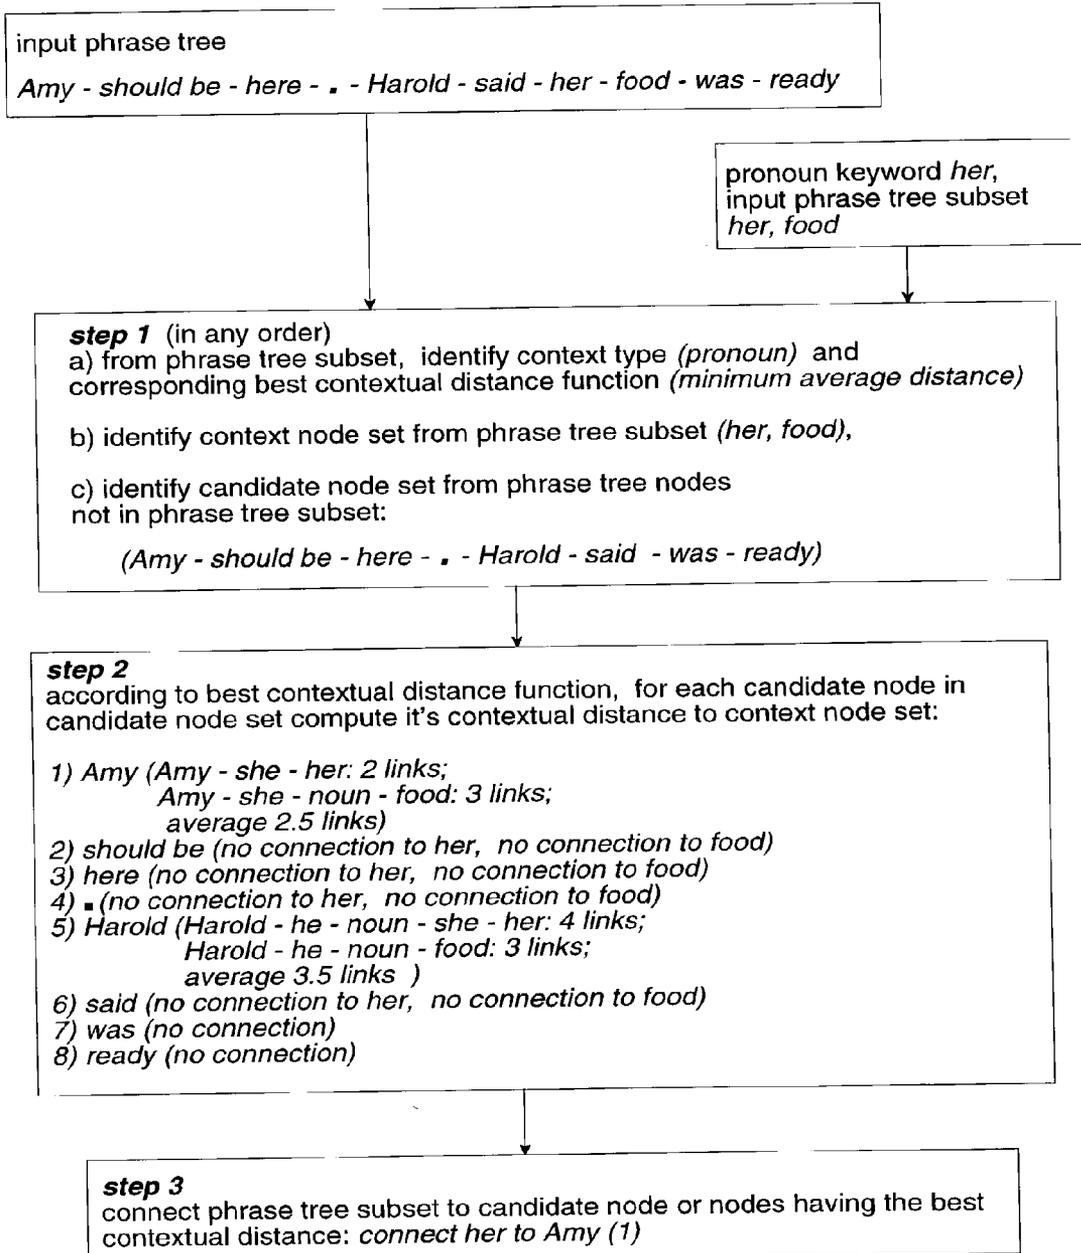 input phrase tree
Amy - should be - here - . - Harold - said - her - food - was - ready
pronoun keyword her,
input phrase tree subset
her, food
step 1 (in any order)
a) from phrase tree subset, identify context type (pronoun) and
corresponding best contextual distance function (minimum average distance)
b) identify context node set from phrase tree subset (her, food),
c) identify candidate node set from phrase tree nodes
not in phrase tree subset:
(Amy - should be - here - . - Harold - said - was - ready)
step 2
according to best contextual distance function, for each candidate node in
candidate node set compute it's contextual distance to context node set:
1) Amy (Amy - she - her: 2 links;
Amy - she - noun - food: 3 links;
average 2.5 links)
2) should be (no connection to her, no connection to food)
3) here (no connection to her, no connection to food)
4) . (no connection to her, no connection to food)
5) Harold (Harold - he - noun - she - her: 4 links;
Harold - he - noun - food: 3 links;
average 3.5 links )
6) said (no connection to her, no connection to food)
7) was (no connection)
8) ready (no connection)
step 3
connect phrase tree subset to candidate node or nodes having the best
contextual distance: connect her to Amy (1)